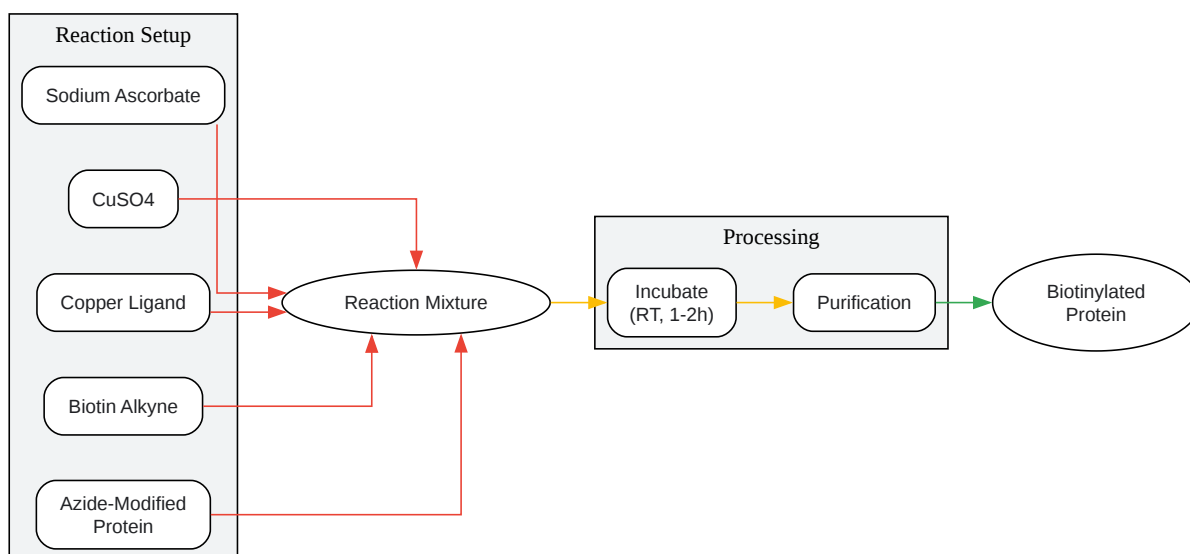 Reaction Setup
Sodium Ascorbate
CuSO4
Copper Ligand
Biotin Alkyne
Azide-Modified
Protein
Reaction Mixture
Processing
Incubate
(RT, 1-2h)
Purification
Biotinylated
Protein